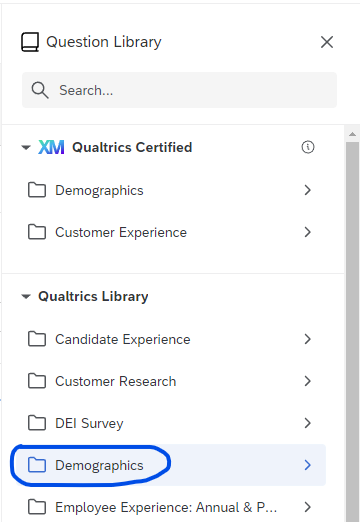 Question Library
Search...
XM Qualtrics Certified
Demographics
Customer Experience
Qualtrics Library
Candidate Experience
Customer Research
DEI Survey
Demographics
Employee Experience: Annual & P...